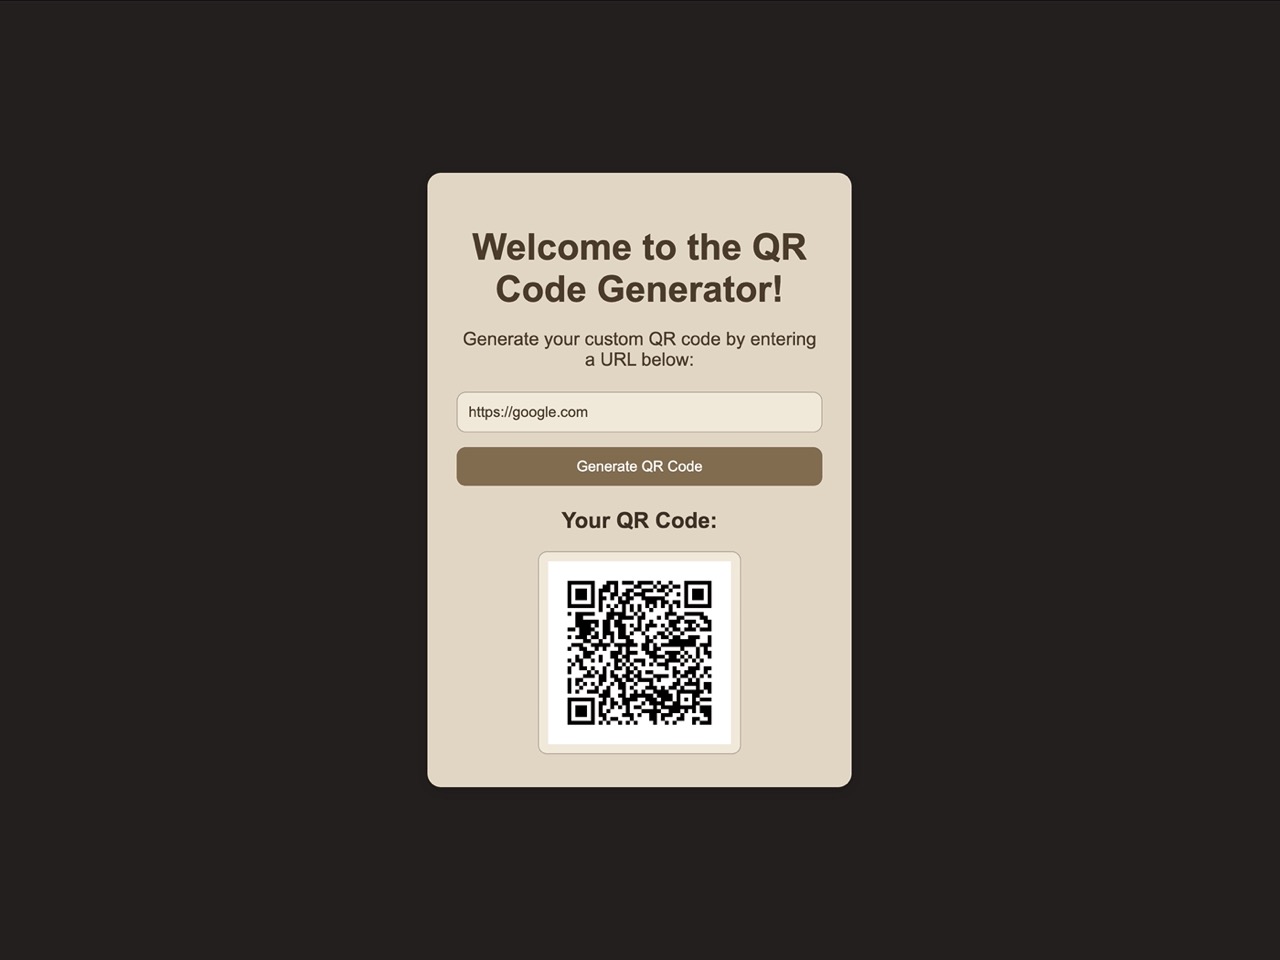 Welcome to the QR
Code Generator!
Generate your custom QR code by entering
a URL below:
https://google.com
Generate QR Code
Your QR Code: